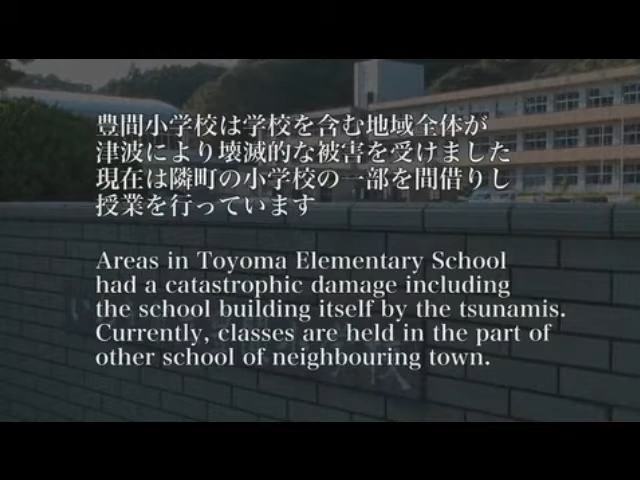 豊間小学校は学校を含む地域全体が
津波により壊滅的な被害を受けました
現在は隣町の小学校の一部を間借りし
授業を行っています
Areas in Toyoma Elementary School
had a catastrophic damage including
the school building itself by the tsunamis.
Currently, classes are held in the part of
other school of neighbouring town.